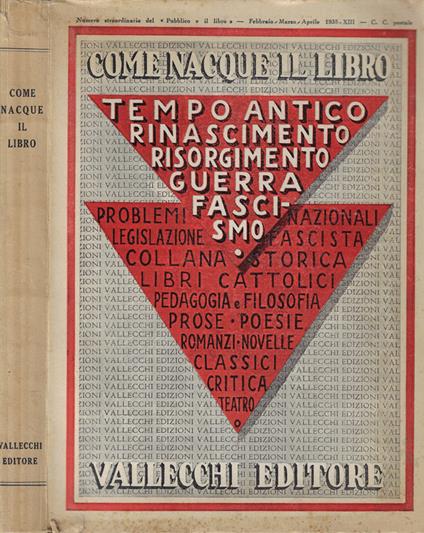 COME
NACQUE
IL
LIBRO
VALLECCHI
EDITORE
Numero straordinario del «Pubblico e il libro» - Febbraio-Marzo-Aprile 1935-XIII - C. C. postale
COME NACQUE IL LIBRO
TEMPO ANTICO
RINASCIMENTO
RISORGIMENTO
GUERRA
FASCI-
SMO
PROBLEMI NAZIONALI
LEGISLAZIONE FASCISTA
COLLANA • STORICA
LIBRI CATTOLICI
PEDAGOGIA e FILOSOFIA
PROSE • POESIE
ROMANZI • NOVELLE
CLASSICI
CRITICA
TEATRO
VALLECCHI EDITORE